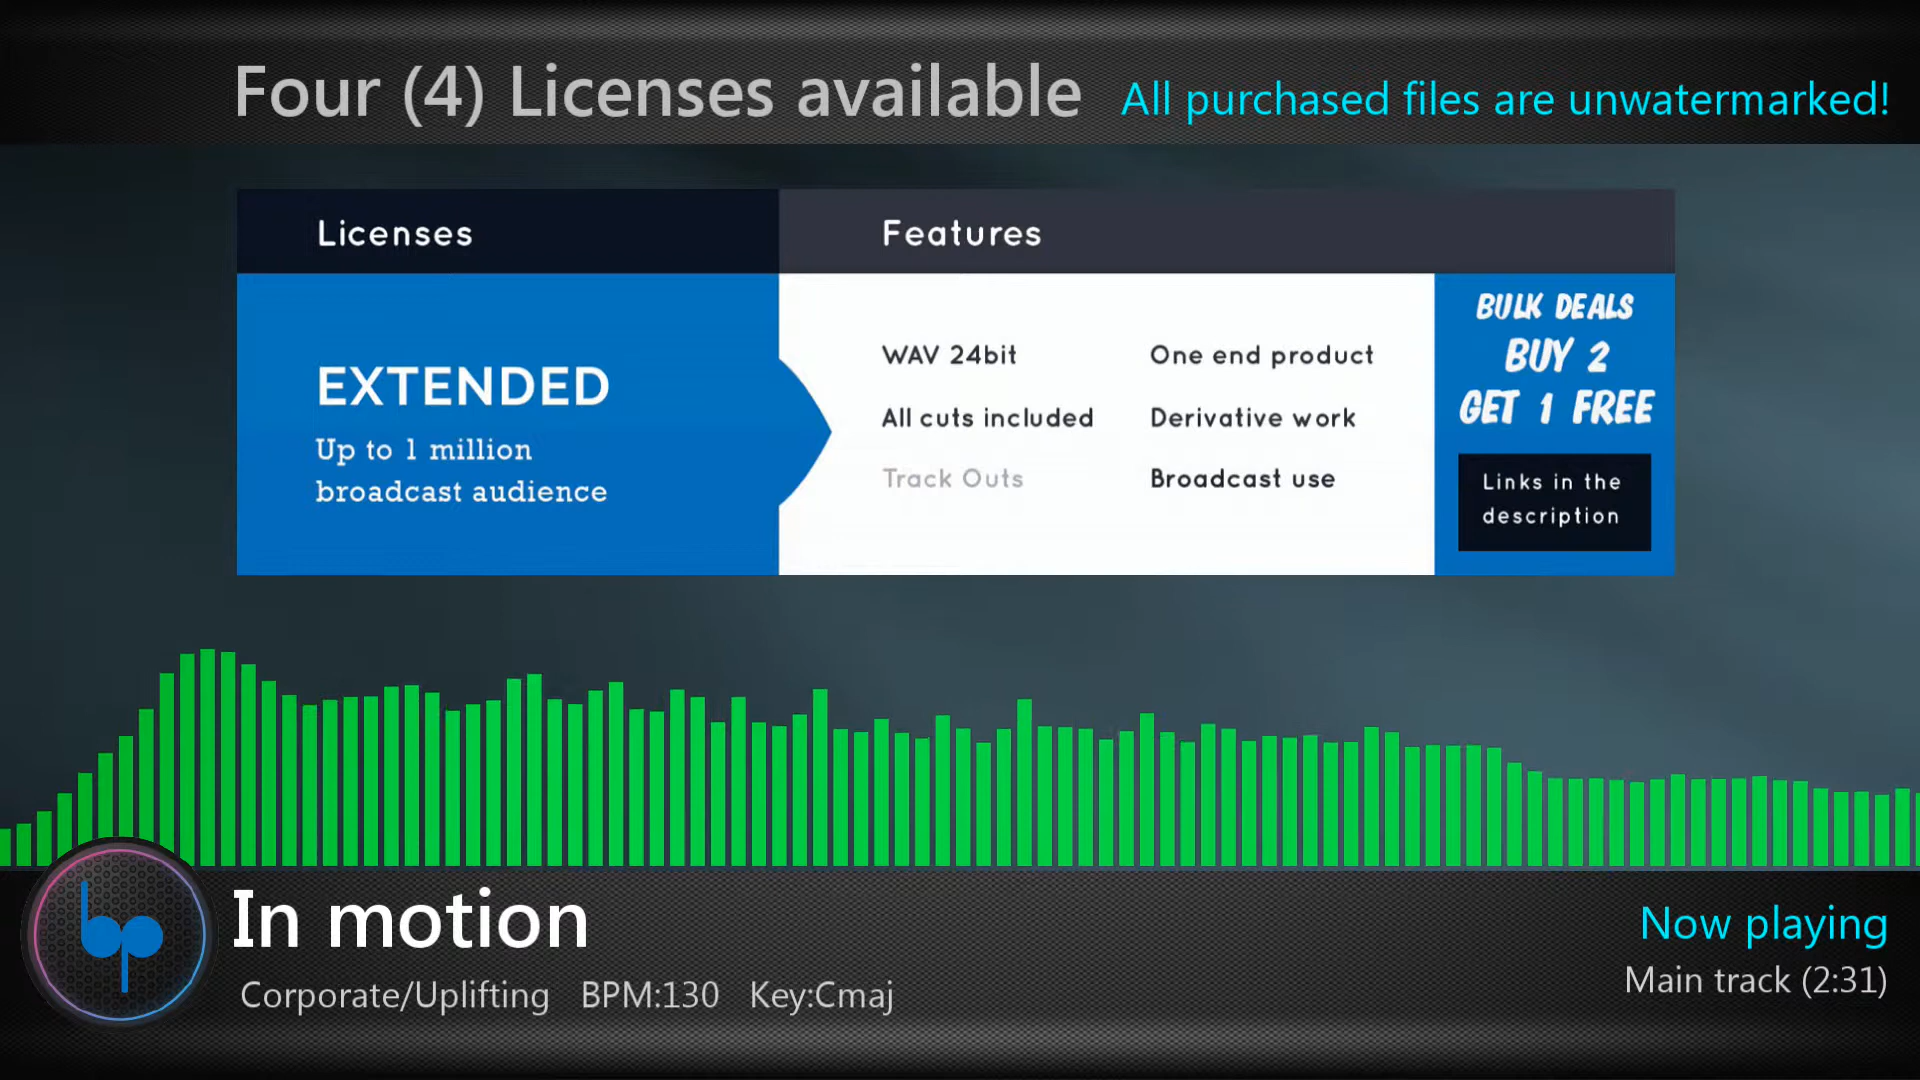 Four (4) Licenses available
All purchased files are unwatermarked!
Licenses
Features
EXTENDED
Up to 1 million
broadcast audience
WAV 24bit
One end product
All cuts included
Derivative work
Track Outs
Broadcast use
BULK DEALS
BUY 2
GET 1 FREE
Links in the
description
bp
In motion
Corporate/Uplifting BPM:130 Key:Cmaj
Now playing
Main track (2:31)